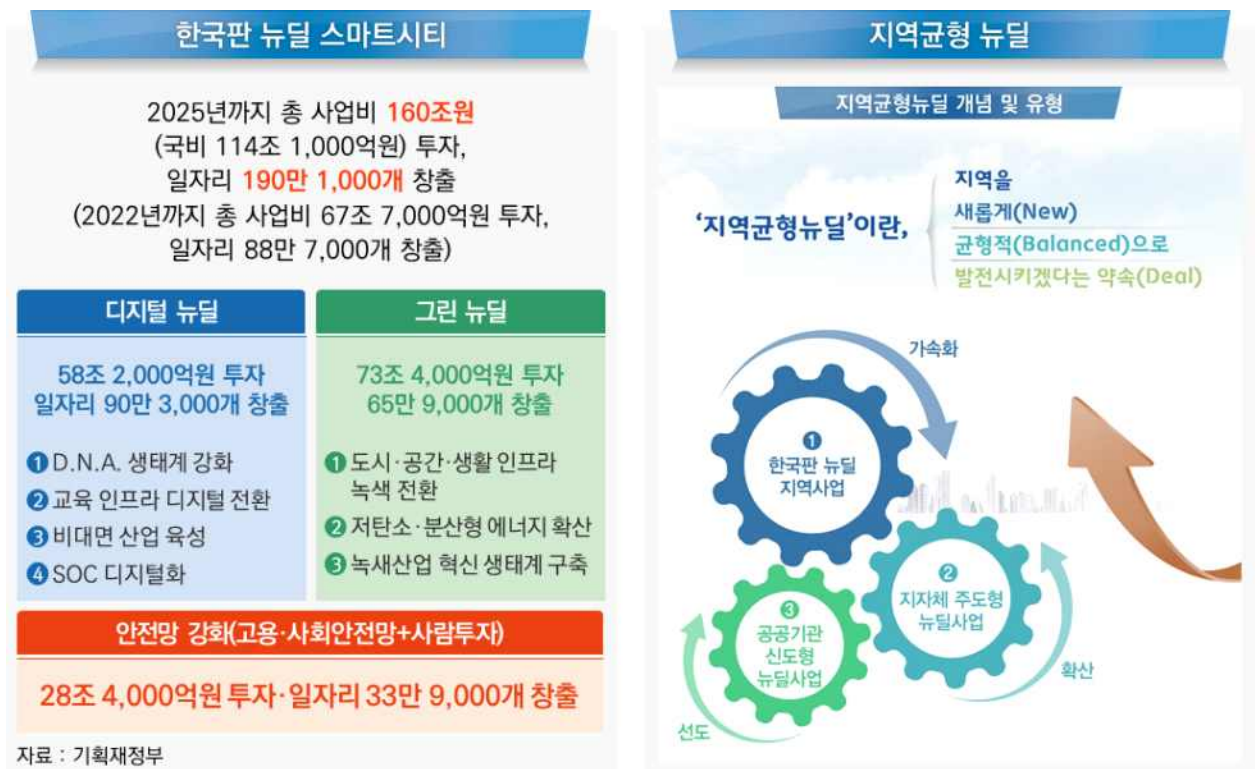 한국판 뉴딜 스마트시티
2025년까지 총 사업비 160조원
(국비 114조 1,000억원) 투자,
일자리 190만 1,000개 창출
(2022년까지 총 사업비 67조 7,000억원 투자,
일자리 88만 7,000개 창출)
디지털 뉴딜
58조 2,000억원 투자
일자리 90만 3,000개 창출
❶ D.N.A. 생태계 강화
❷ 교육 인프라 디지털 전환
❸ 비대면 산업 육성
❹ SOC 디지털화
그린 뉴딜
73조 4,000억원 투자
65만 9,000개 창출
❶ 도시·공간·생활 인프라
녹색 전환
❷ 저탄소·분산형 에너지 확산
❸ 녹새산업 혁신 생태계 구축
안전망 강화(고용·사회안전망+사람투자)
28조 4,000억원 투자·일자리 33만 9,000개 창출
자료 : 기획재정부
지역균형 뉴딜
지역균형뉴딜 개념 및 유형
‘지역균형뉴딜’이란,
지역을
새롭게(New)
균형적(Balanced)으로
발전시키겠다는 약속(Deal)
가속화
❶
한국판 뉴딜
지역사업
❷
지자체 주도형
뉴딜사업
확산
❸
공공기관
신도형
뉴딜사업
선도